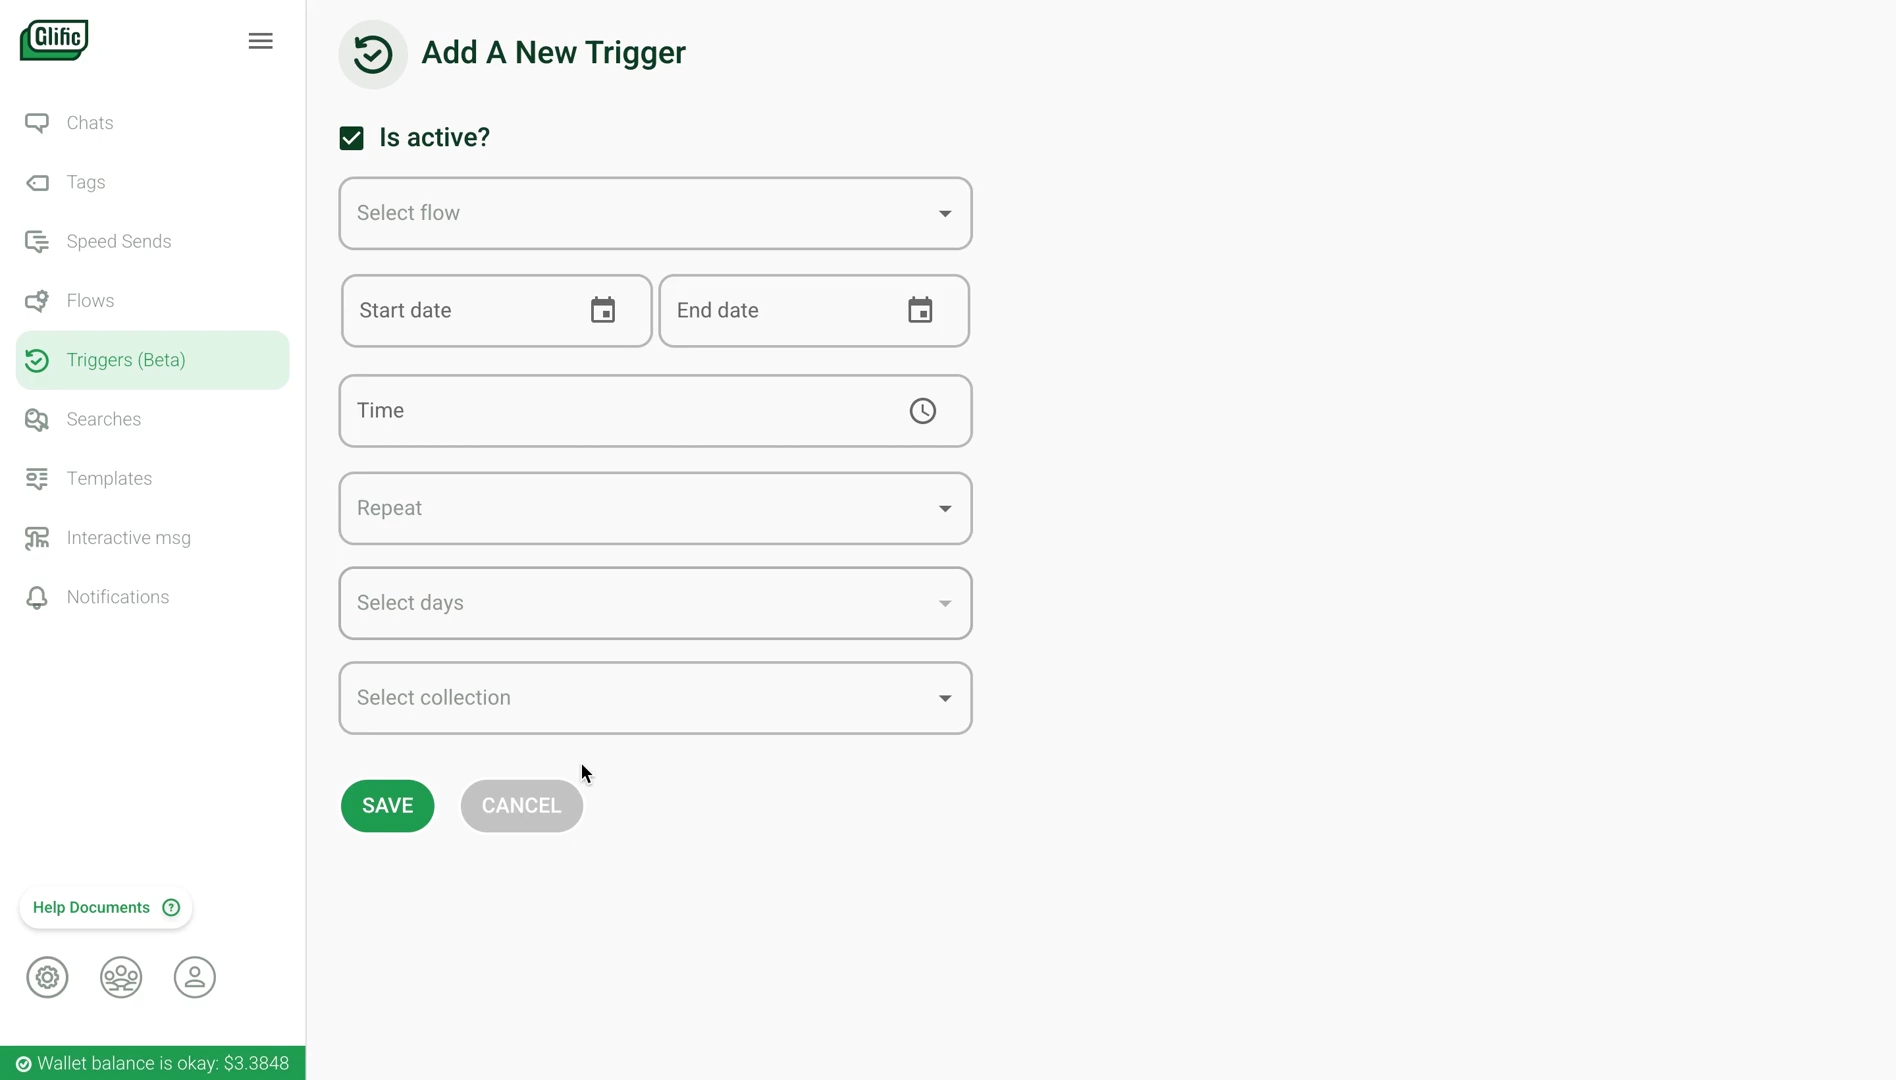 Glific
Add A New Trigger
Chats
Tags
Speed Sends
Flows
Triggers (Beta)
Searches
Templates
Interactive msg
Notifications
Is active?
Select flow
Start date
End date
Time
Repeat
Select days
Select collection
SAVE
CANCEL
Help Documents ?
Wallet balance is okay: $3.3848